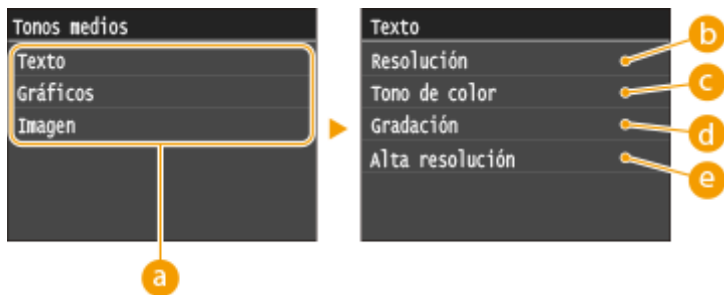 Tonos medios
Texto
Gráficos
Imagen
a
Texto
Resolución
Tono de color
Gradación
Alta resolución
b
c
d
e